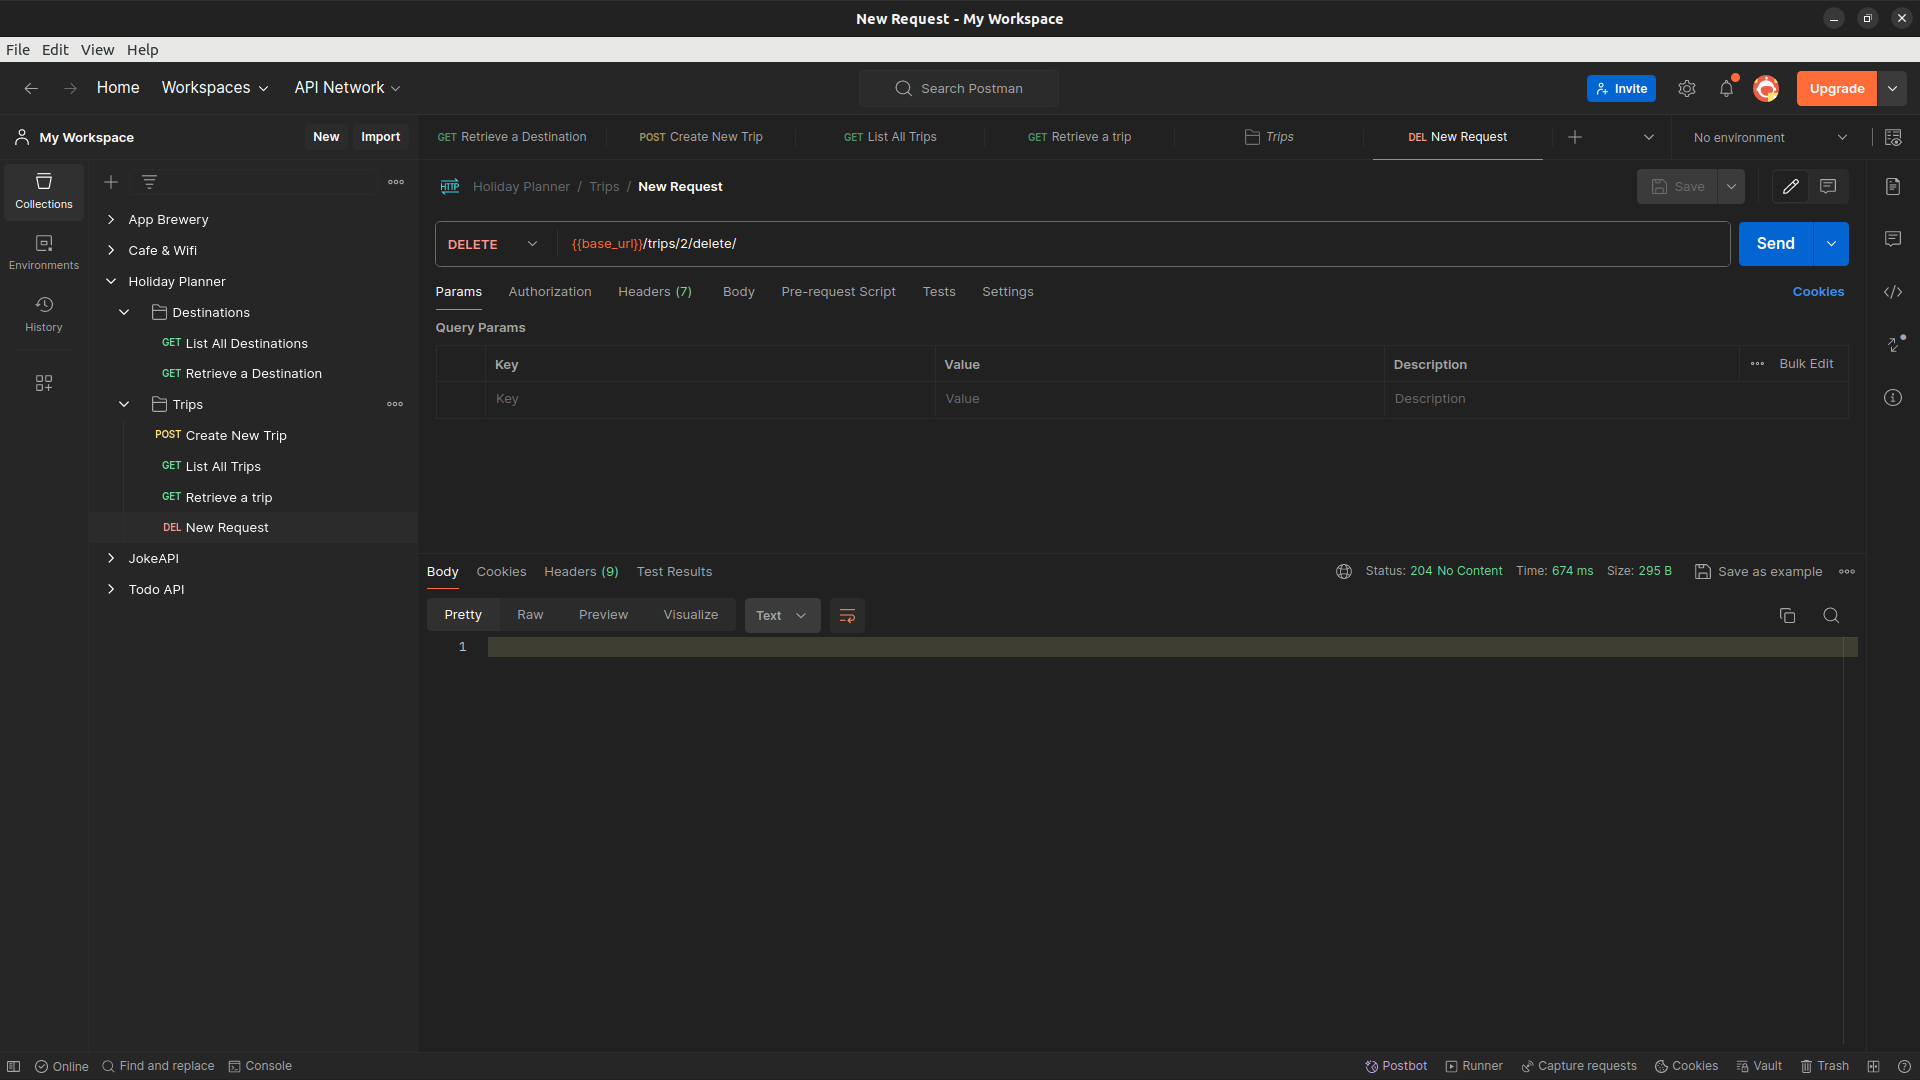 New Request - My Workspace
File Edit View Help
Home Workspaces API Network Search Postman Invite Upgrade
My Workspace New Import
GET Retrieve a Destination POST Create New Trip GET List All Trips GET Retrieve a trip Trips DEL New Request No environment
Collections
Environments
History
App Brewery
Cafe & Wifi
Holiday Planner
Destinations
GET List All Destinations
GET Retrieve a Destination
Trips
POST Create New Trip
GET List All Trips
GET Retrieve a trip
DEL New Request
JokeAPI
Todo API
HTTP Holiday Planner / Trips / New Request Save
DELETE {{base_url}}/trips/2/delete/ Send
Params Authorization Headers (7) Body Pre-request Script Tests Settings Cookies
Query Params
Key Value Description Bulk Edit
Key Value Description
Body Cookies Headers (9) Test Results Status: 204 No Content Time: 674 ms Size: 295 B Save as example
Pretty Raw Preview Visualize Text
1
Online Find and replace Console Postbot Runner Capture requests Cookies Vault Trash